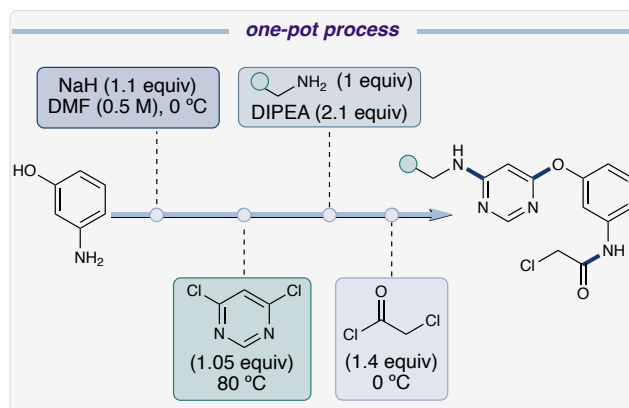 one-pot process
NaH (1.1 equiv)
DMF (0.5 M), 0 ºC
NH2 (1 equiv)
DIPEA (2.1 equiv)
HO
NH2
H
N
N
N
O
Cl
O
NH
Cl
Cl
N
N
(1.05 equiv)
80 ºC
O
Cl
Cl
(1.4 equiv)
0 ºC